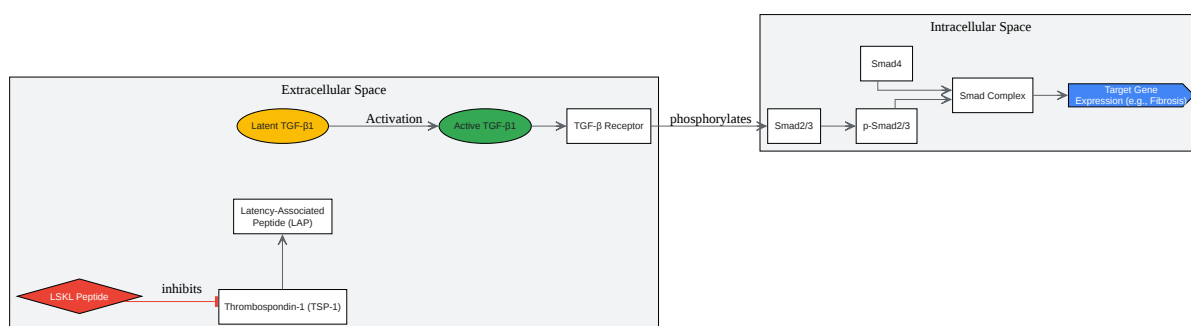 Intracellular Space
Smad4
Smad Complex
Target Gene
Expression (e.g., Fibrosis)
Extracellular Space
Latent TGF-β1
Activation
Active TGF-β1
TGF-β Receptor
phosphorylates
Smad2/3
p-Smad2/3
Latency-Associated
Peptide (LAP)
LSKL Peptide
inhibits
Thrombospondin-1 (TSP-1)